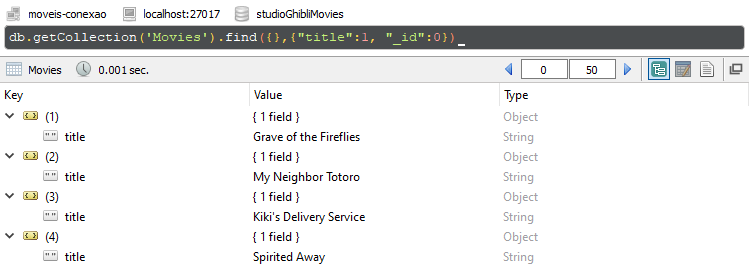 moveis-conexao localhost:27017 studioGhibliMovies
db.getCollection('Movies').find({},{"title":1, "_id":0})
Movies 0.001 sec. 0 50
Key Value Type
(1) { 1 field } Object
title Grave of the Fireflies String
(2) { 1 field } Object
title My Neighbor Totoro String
(3) { 1 field } Object
title Kiki's Delivery Service String
(4) { 1 field } Object
title Spirited Away String